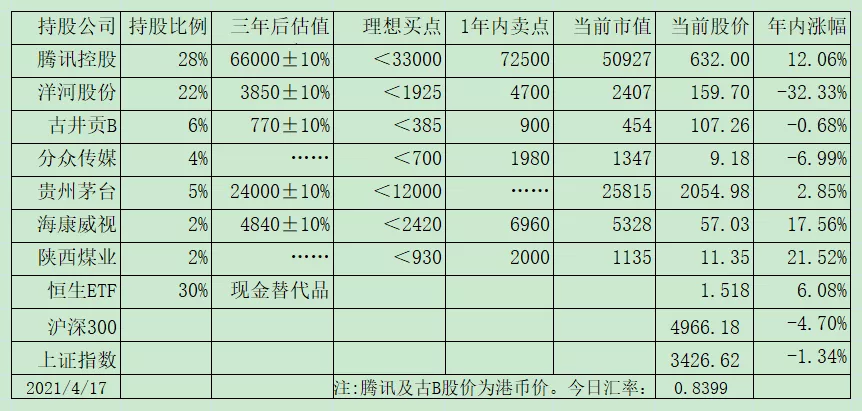 持股公司 持股比例 三年后估值 理想买点 1年内卖点 当前市值 当前股价 年内涨幅
腾讯控股 28% 66000±10% <33000 72500 50927 632.00 12.06%
洋河股份 22% 3850±10% <1925 4700 2407 159.70 -32.33%
古井贡B 6% 770±10% <385 900 454 107.26 -0.68%
分众传媒 4% …… <700 1980 1347 9.18 -6.99%
贵州茅台 5% 24000±10% <12000 …… 25815 2054.98 2.85%
海康威视 2% 4840±10% <2420 6960 5328 57.03 17.56%
陕西煤业 2% …… <930 2000 1135 11.35 21.52%
恒生ETF 30% 现金替代品 1.518 6.08%
沪深300 4966.18 -4.70%
上证指数 3426.62 -1.34%
2021/4/17 注:腾讯及古B股价为港币价。今日汇率: 0.8399